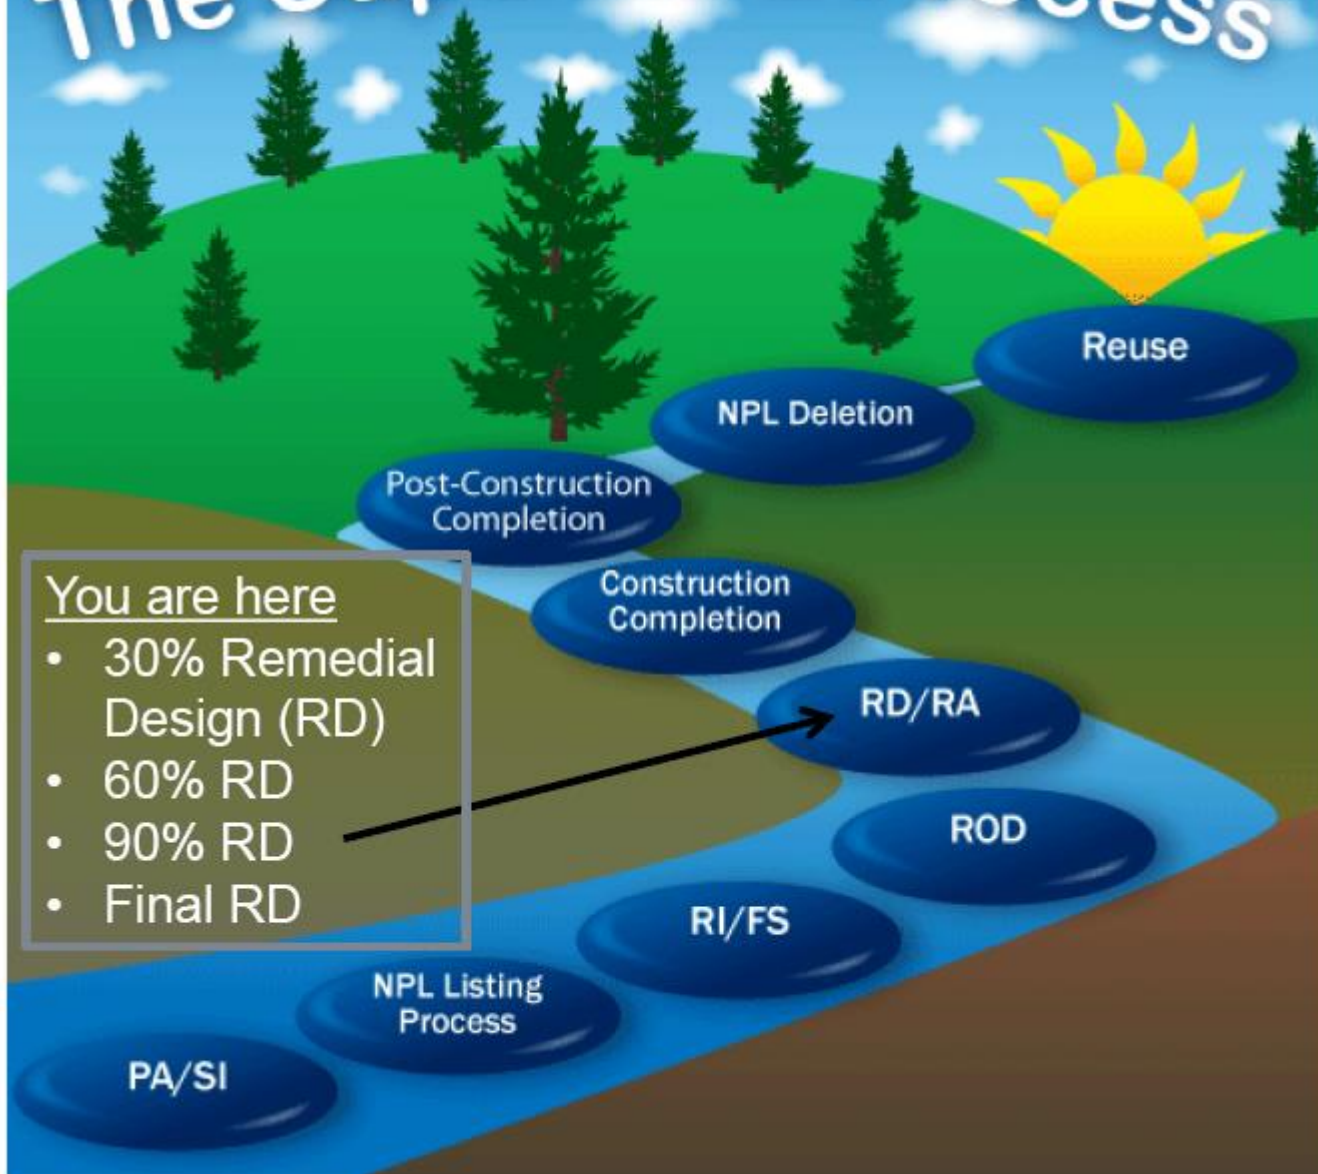 The
You are here
• 30% Remedial
Design (RD)
• 60% RD
• 90% RD
• Final RD
Reuse
NPL Deletion
Post-Construction
Completion
Construction
Completion
RD/RA
ROD
RI/FS
NPL Listing
Process
PA/SI